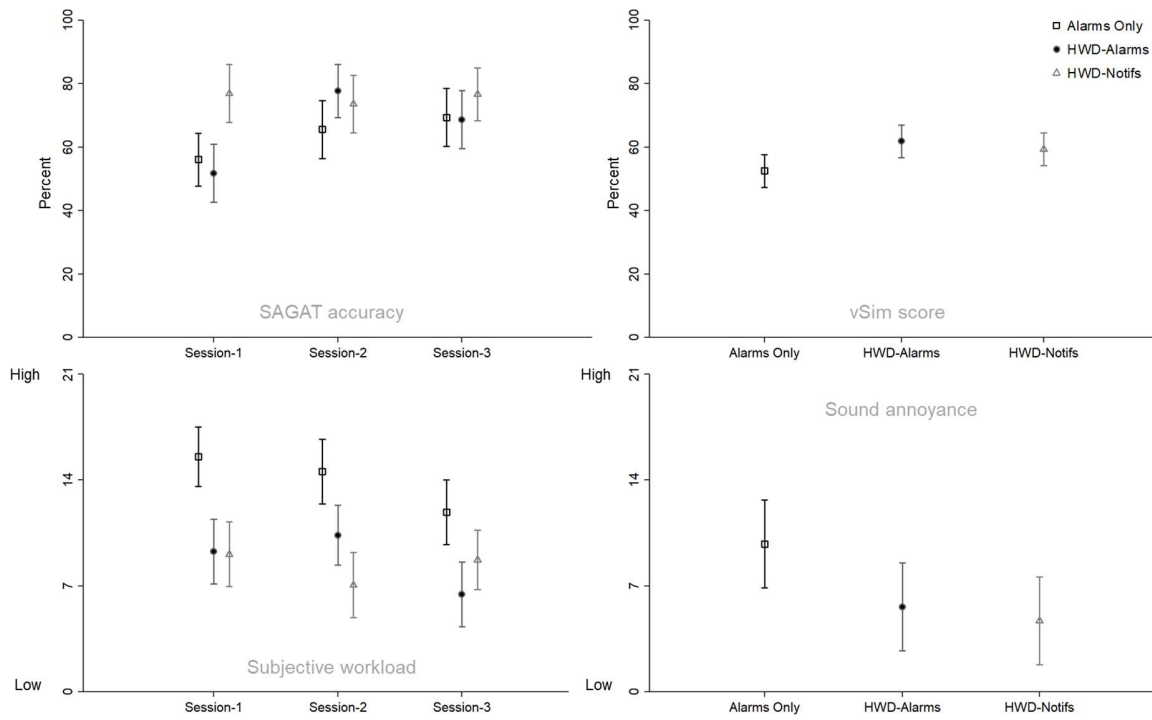 100
80
60
40
20
0
Percent
SAGAT accuracy
Session-1
Session-2
Session-3
100
80
60
40
20
0
Percent
Alarms Only
HWD-Alarms
HWD-Notifs
vSim score
Alarms Only
HWD-Alarms
HWD-Notifs
High
21
14
7
0
Low
Subjective workload
Session-1
Session-2
Session-3
High
21
14
7
0
Low
Sound annoyance
Alarms Only
HWD-Alarms
HWD-Notifs